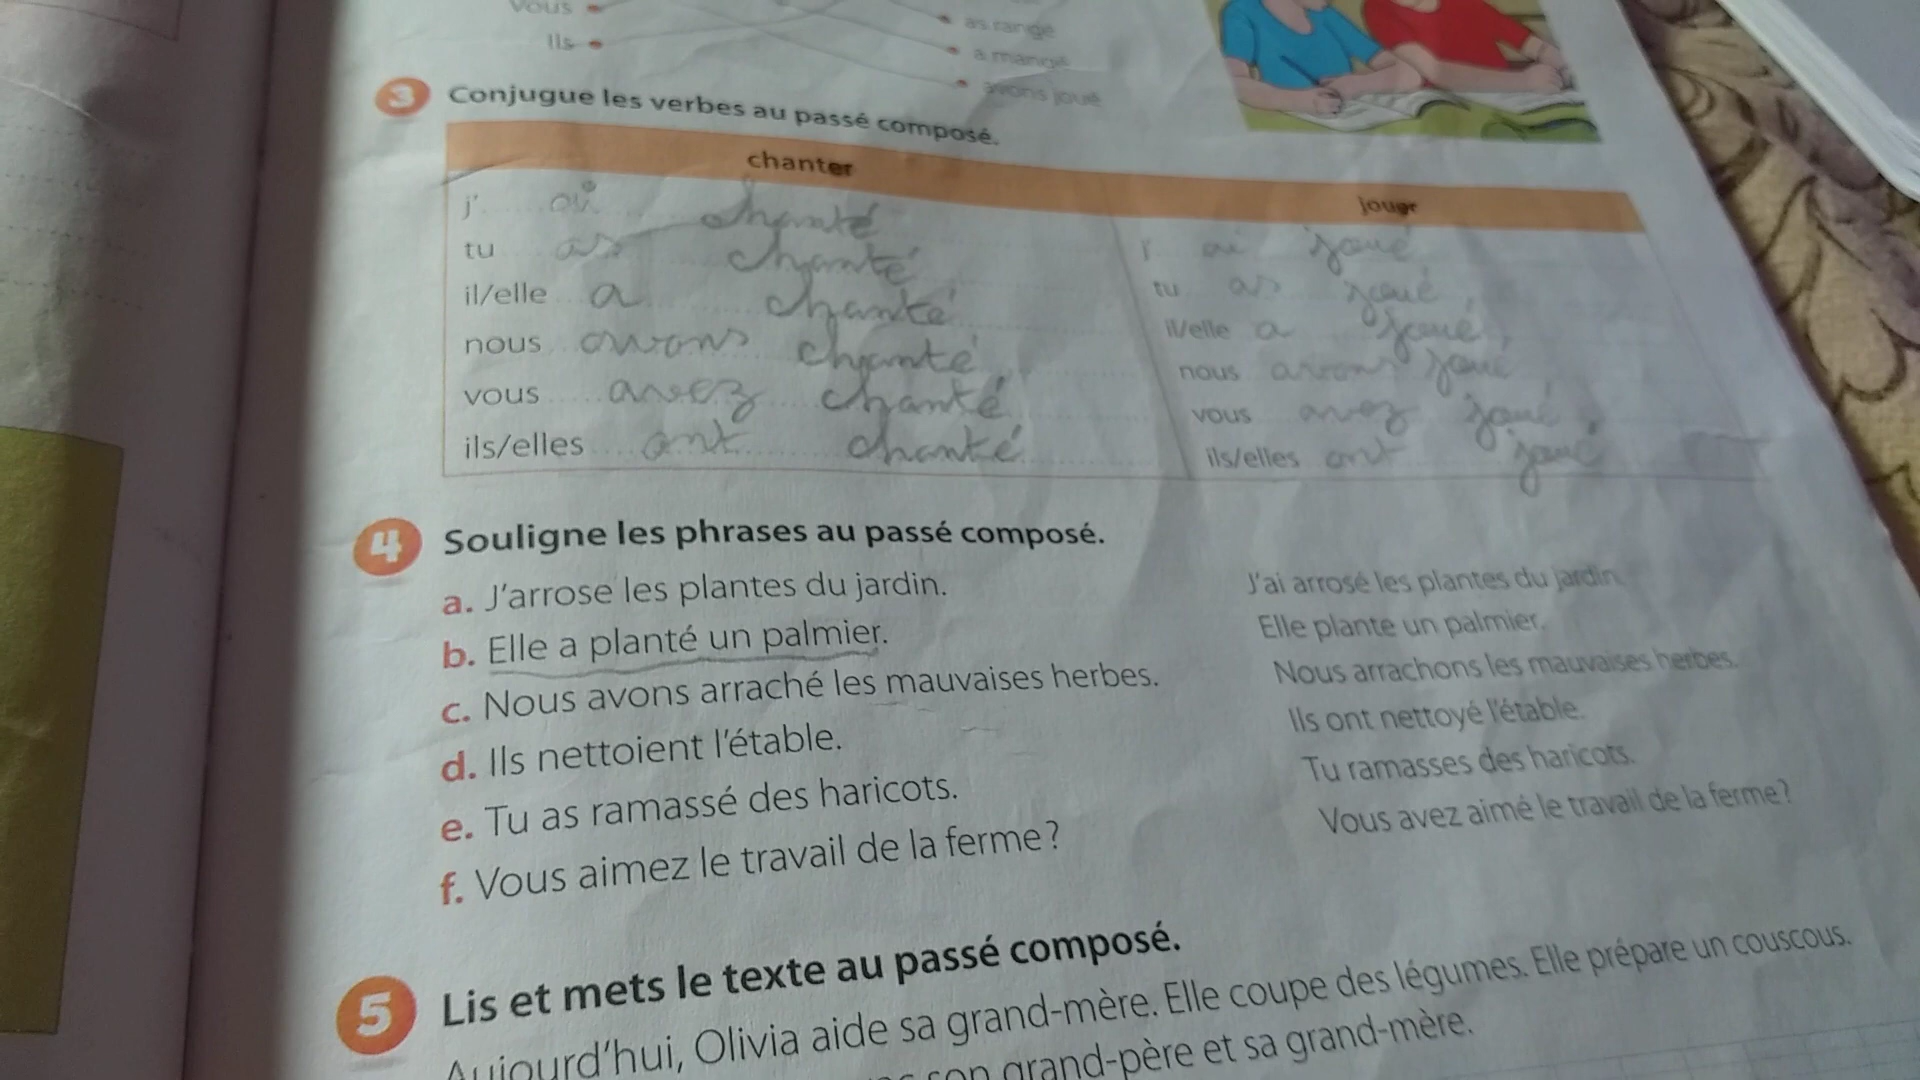 Vous
Ils
as rangé
a mangé
avons joué
3 Conjugue les verbes au passé composé.
chanter
j' ai chanté
tu as chanté
il/elle a chanté
nous avons chanté
vous avez chanté
ils/elles ont chanté
jouer
j' ai joué
tu as joué
il/elle a joué
nous avons joué
vous avez joué
ils/elles ont joué
4 Souligne les phrases au passé composé.
a. J'arrose les plantes du jardin. J'ai arrosé les plantes du jardin.
b. Elle a planté un palmier. Elle plante un palmier.
c. Nous avons arraché les mauvaises herbes. Nous arrachons les mauvaises herbes.
d. Ils nettoient l'étable. Ils ont nettoyé l'étable.
e. Tu as ramassé des haricots. Tu ramasses des haricots.
f. Vous aimez le travail de la ferme ? Vous avez aimé le travail de la ferme ?
5 Lis et mets le texte au passé composé.
Aujourd'hui, Olivia aide sa grand-mère. Elle coupe des légumes. Elle prépare un couscous.
son grand-père et sa grand-mère.